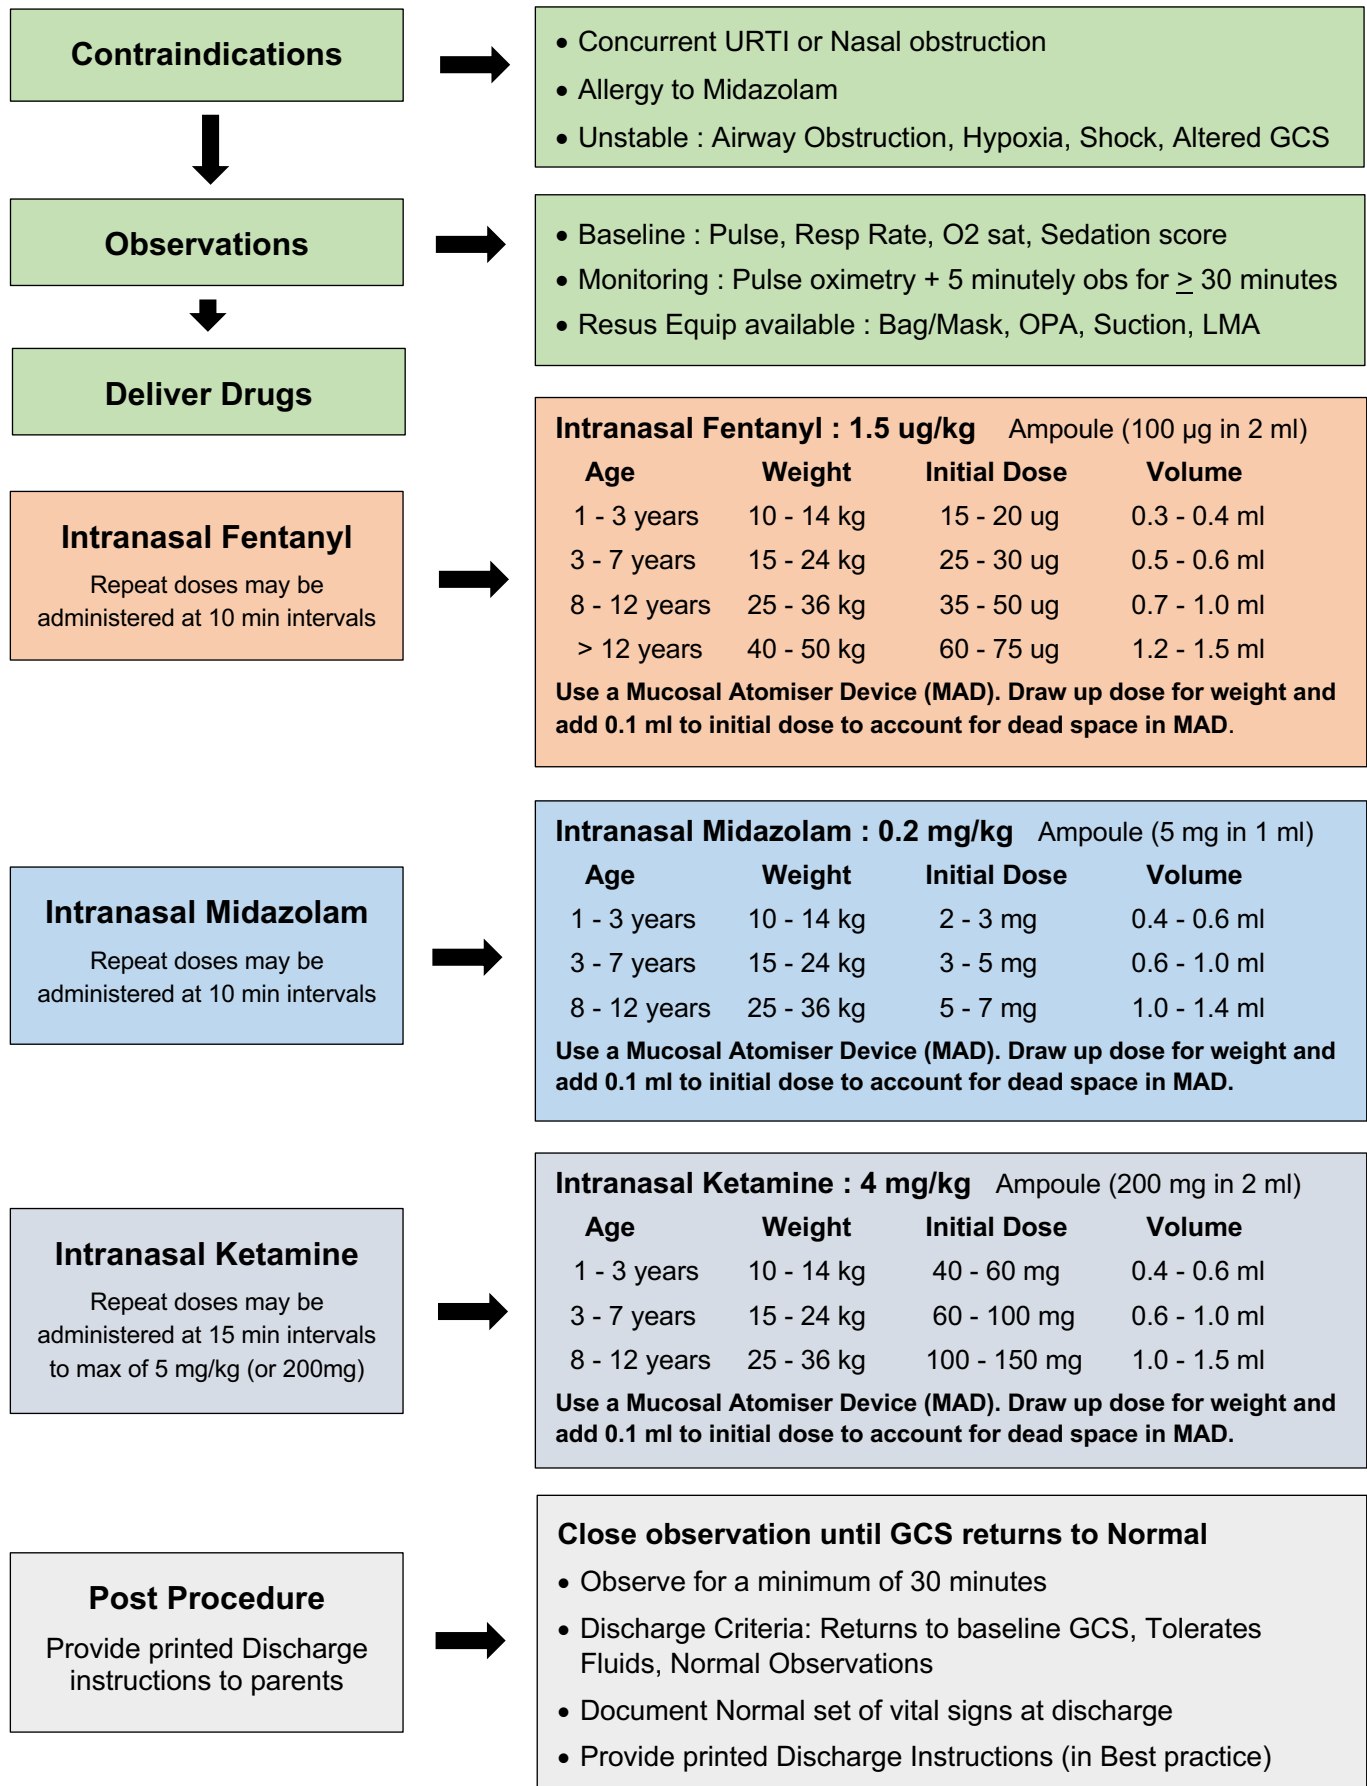 Contraindications
• Concurrent URTI or Nasal obstruction
• Allergy to Midazolam
• Unstable : Airway Obstruction, Hypoxia, Shock, Altered GCS
Observations
• Baseline : Pulse, Resp Rate, O2 sat, Sedation score
• Monitoring : Pulse oximetry + 5 minutely obs for ≥ 30 minutes
• Resus Equip available : Bag/Mask, OPA, Suction, LMA
Deliver Drugs
Intranasal Fentanyl
Repeat doses may be
administered at 10 min intervals
Intranasal Fentanyl : 1.5 ug/kg Ampoule (100 µg in 2 ml)
Age Weight Initial Dose Volume
1 - 3 years 10 - 14 kg 15 - 20 ug 0.3 - 0.4 ml
3 - 7 years 15 - 24 kg 25 - 30 ug 0.5 - 0.6 ml
8 - 12 years 25 - 36 kg 35 - 50 ug 0.7 - 1.0 ml
> 12 years 40 - 50 kg 60 - 75 ug 1.2 - 1.5 ml
Use a Mucosal Atomiser Device (MAD). Draw up dose for weight and
add 0.1 ml to initial dose to account for dead space in MAD.
Intranasal Midazolam
Repeat doses may be
administered at 10 min intervals
Intranasal Midazolam : 0.2 mg/kg Ampoule (5 mg in 1 ml)
Age Weight Initial Dose Volume
1 - 3 years 10 - 14 kg 2 - 3 mg 0.4 - 0.6 ml
3 - 7 years 15 - 24 kg 3 - 5 mg 0.6 - 1.0 ml
8 - 12 years 25 - 36 kg 5 - 7 mg 1.0 - 1.4 ml
Use a Mucosal Atomiser Device (MAD). Draw up dose for weight and
add 0.1 ml to initial dose to account for dead space in MAD.
Intranasal Ketamine
Repeat doses may be
administered at 15 min intervals
to max of 5 mg/kg (or 200mg)
Intranasal Ketamine : 4 mg/kg Ampoule (200 mg in 2 ml)
Age Weight Initial Dose Volume
1 - 3 years 10 - 14 kg 40 - 60 mg 0.4 - 0.6 ml
3 - 7 years 15 - 24 kg 60 - 100 mg 0.6 - 1.0 ml
8 - 12 years 25 - 36 kg 100 - 150 mg 1.0 - 1.5 ml
Use a Mucosal Atomiser Device (MAD). Draw up dose for weight and
add 0.1 ml to initial dose to account for dead space in MAD.
Post Procedure
Provide printed Discharge
instructions to parents
Close observation until GCS returns to Normal
• Observe for a minimum of 30 minutes
• Discharge Criteria: Returns to baseline GCS, Tolerates
Fluids, Normal Observations
• Document Normal set of vital signs at discharge
• Provide printed Discharge Instructions (in Best practice)